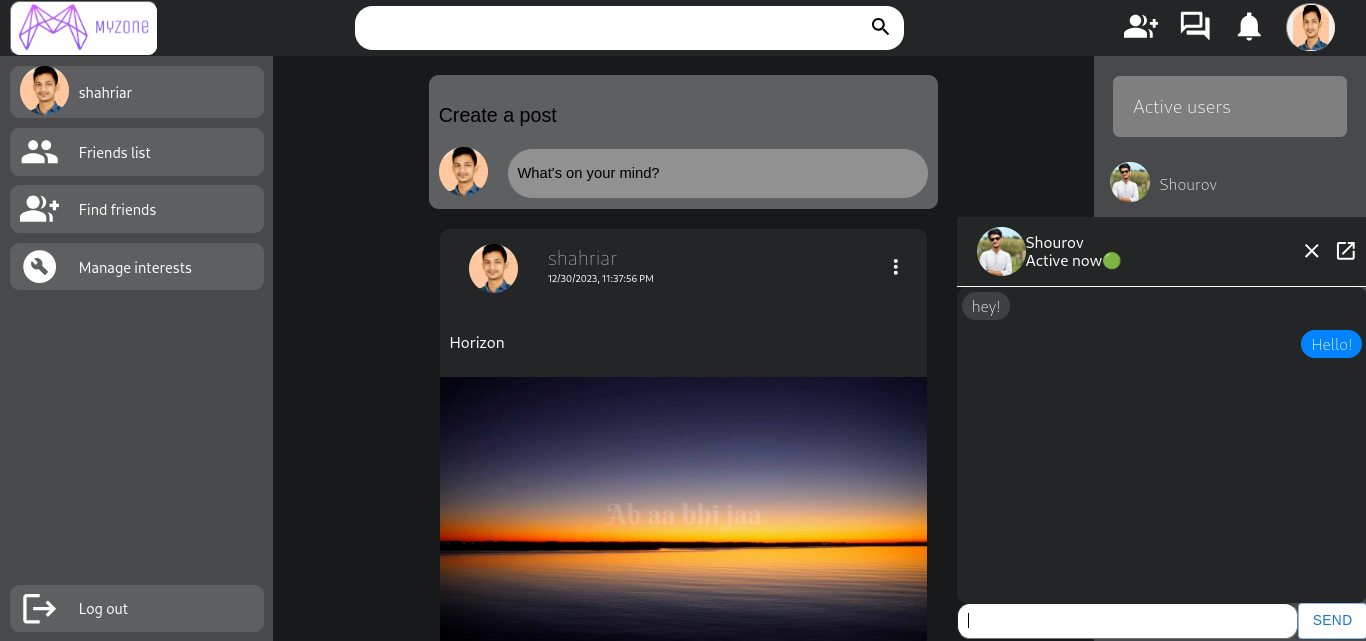 MYZONE
shahriar
Friends list
Find friends
Manage interests
Log out
Create a post
What's on your mind?
shahriar
12/30/2023, 11:37:56 PM
Horizon
Ab aa bhi jaa
Active users
Shourov
Shourov
Active now
hey!
Hello!
SEND